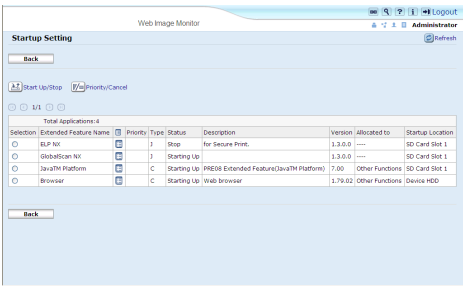 Logout
Web Image Monitor
Administrator
Startup Setting
Refresh
Back
Start Up/Stop Priority/Cancel
1/1
Total Applications:4
Selection Extended Feature Name Priority Type Status Description Version Allocated to Startup Location
ELP NX J Stop for Secure Print. 1.3.0.0 ---- SD Card Slot 1
GlobalScan NX J Starting Up 1.3.0.0 ---- SD Card Slot 1
JavaTM Platform C Starting Up PRE08 Extended Feature(JavaTM Platform) 7.00 Other Functions SD Card Slot 1
Browser C Starting Up Web browser 1.79.02 Other Functions Device HDD
Back